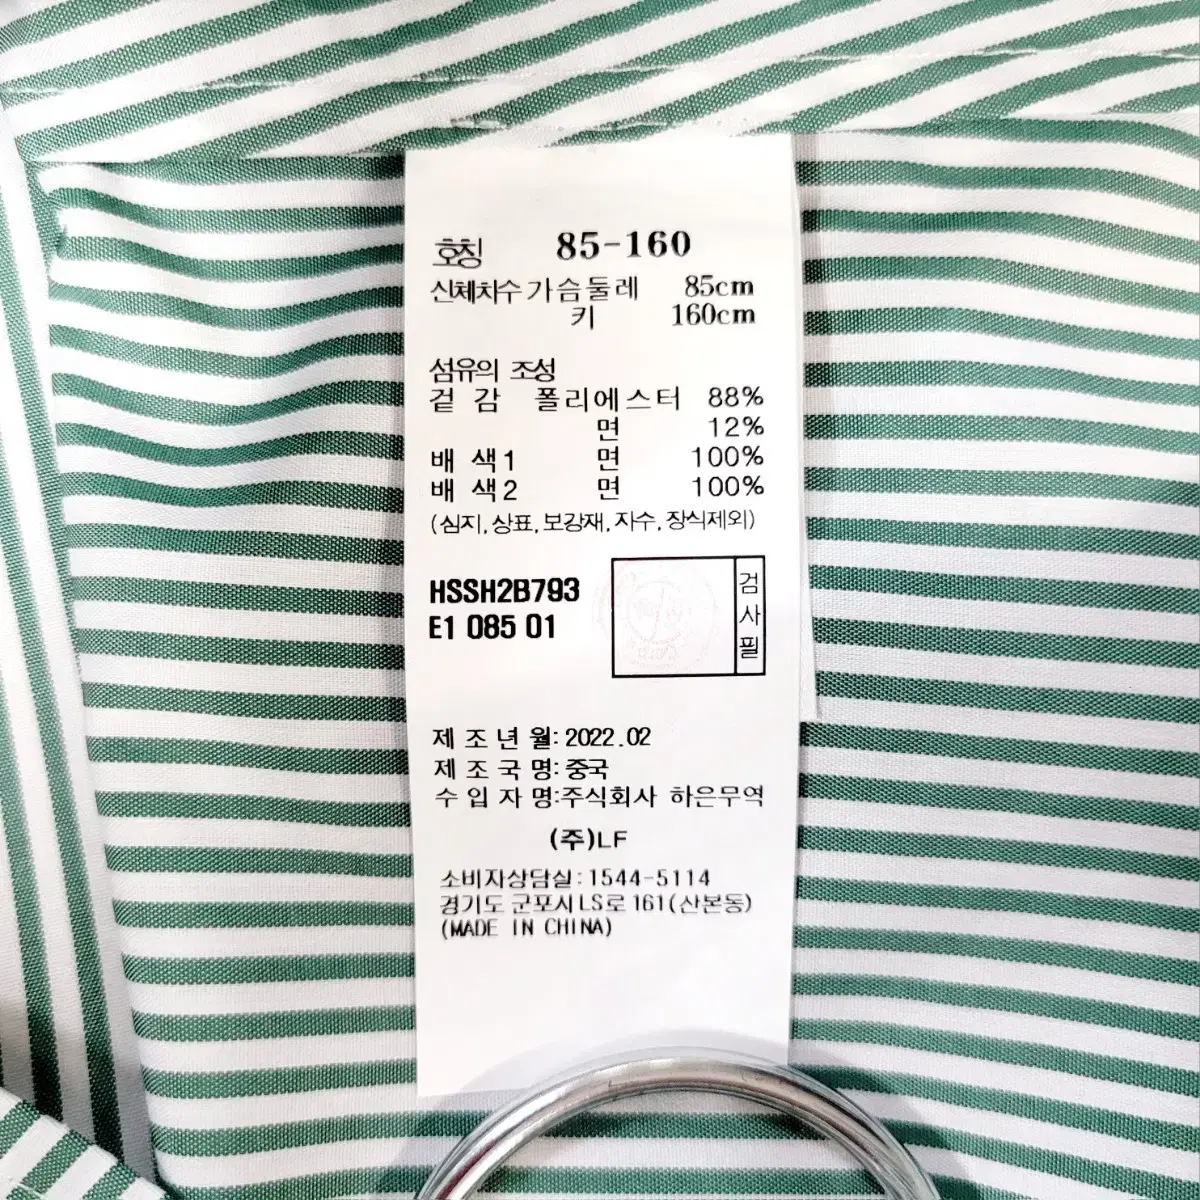 호칭 85-160
신체치수 가슴둘레 85cm
키 160cm
섬유의 조성
겉 감 폴리에스터 88%
면 12%
배 색1 면 100%
배 색2 면 100%
(심지,상표,보강재,자수,장식제외)
HSSH2B793
E1 085 01
검사필
제 조 년 월: 2022.02
제 조 국 명: 중국
수 입 자 명:주식회사 하은무역
(주)LF
소비자상담실:1544-5114
경기도 군포시 LS로 161(산본동)
(MADE IN CHINA)